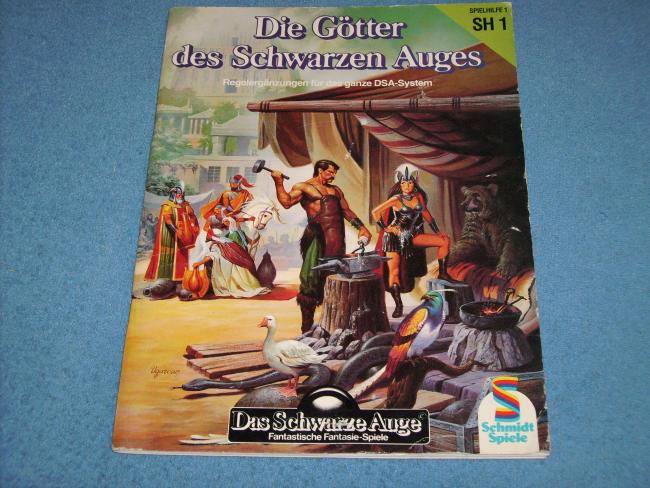 SPIELHILFE 1
SH 1
Die Götter
des Schwarzen Auges
Regelergänzungen für das ganze DSA-System
Das Schwarze Auge
Fantastische Fantasie-Spiele
Schmidt
Spiele